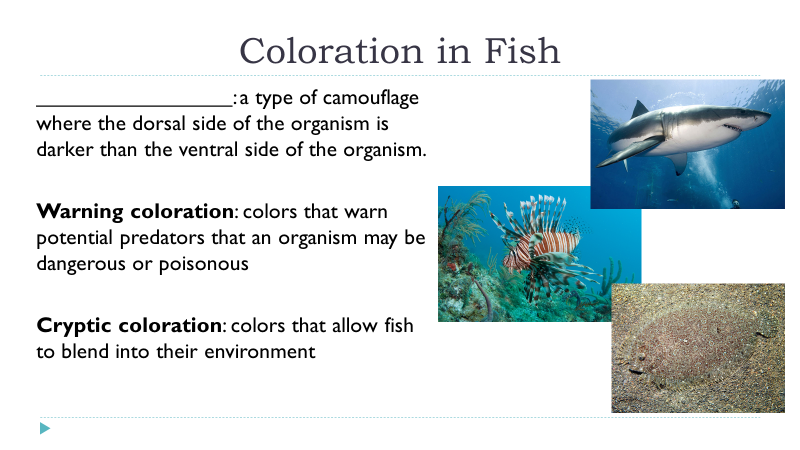 Coloration in Fish
__________________: a type of camouflage
where the dorsal side of the organism is
darker than the ventral side of the organism.
Warning coloration: colors that warn
potential predators that an organism may be
dangerous or poisonous
Cryptic coloration: colors that allow fish
to blend into their environment